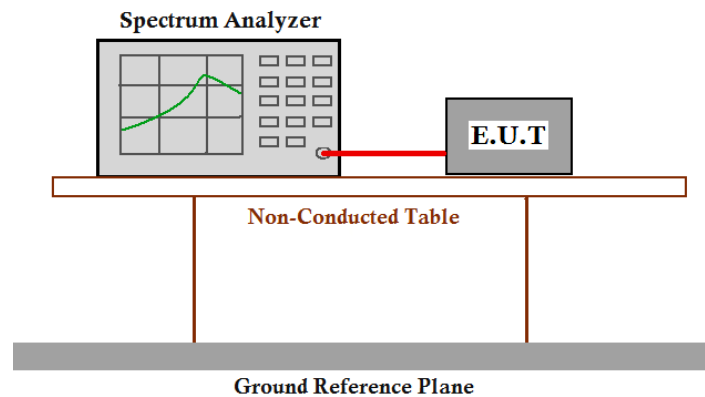 Spectrum Analyzer
E.U.T
Non-Conducted Table
Ground Reference Plane